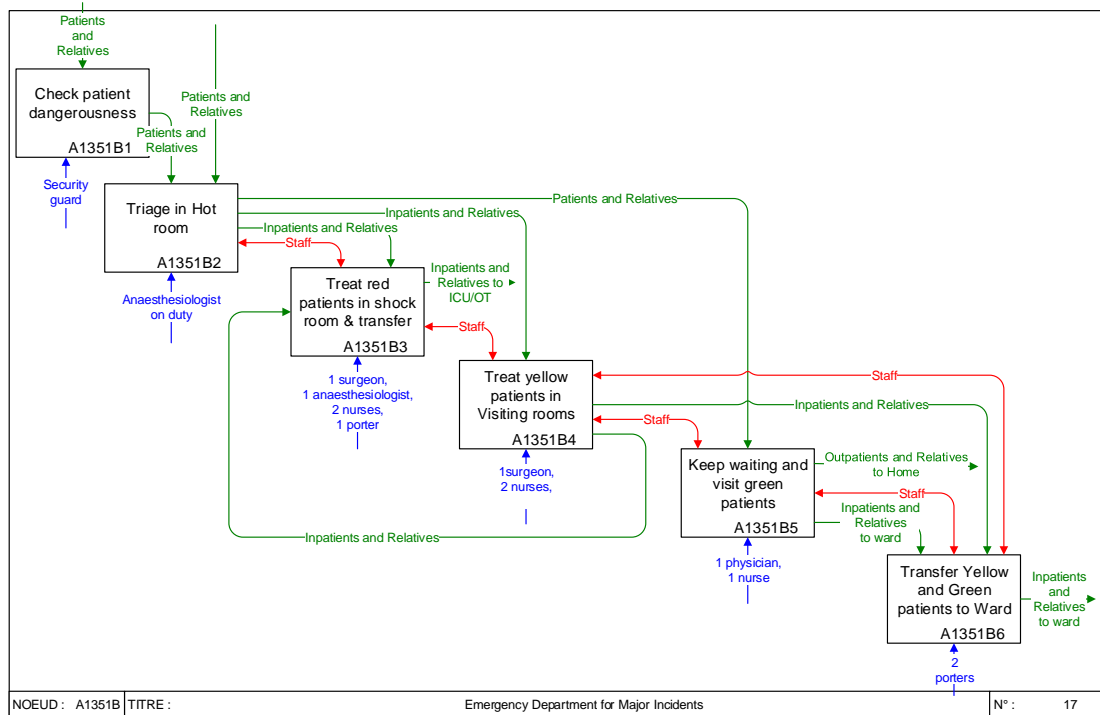 Patients
and
Relatives
Check patient
dangerousness
A1351B1
Patients and
Relatives
Patients and
Relatives
Security
guard
Triage in Hot
room
A1351B2
Patients and Relatives
Inpatients and Relatives
Inpatients and Relatives
Staff
Anaesthesiologist
on duty
Treat red
patients in shock
room & transfer
A1351B3
Inpatients and
Relatives to
ICU/OT
Staff
1 surgeon,
1 anaesthesiologist,
2 nurses,
1 porter
Treat yellow
patients in
Visiting rooms
A1351B4
Staff
Inpatients and Relatives
Staff
1surgeon,
2 nurses,
Inpatients and Relatives
Keep waiting and
visit green
patients
A1351B5
Outpatients and Relatives
to Home
Staff
Inpatients and
Relatives
to ward
1 physician,
1 nurse
Transfer Yellow
and Green
patients to Ward
A1351B6
Inpatients
and
Relatives
to ward
2
porters
NOEUD : A1351B TITRE : Emergency Department for Major Incidents N° : 17